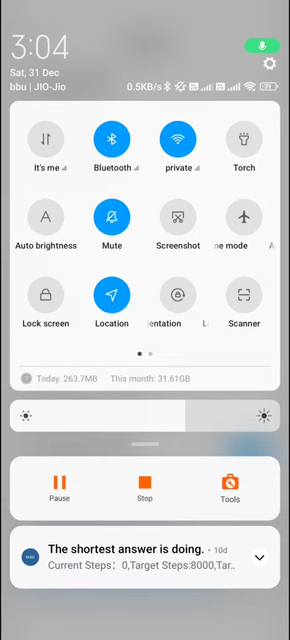 3:04
Sat, 31 Dec
bbu | JIO-Jio
0.5KB/s
It's me
Bluetooth
private
Torch
Auto brightness
Mute
Screenshot
ne mode
A
Lock screen
Location
ientation
L
Scanner
Today: 263.7MB This month: 31.61GB
Pause
Stop
Tools
The shortest answer is doing. · 10d
Current Steps: 0,Target Steps:8000,Tar..